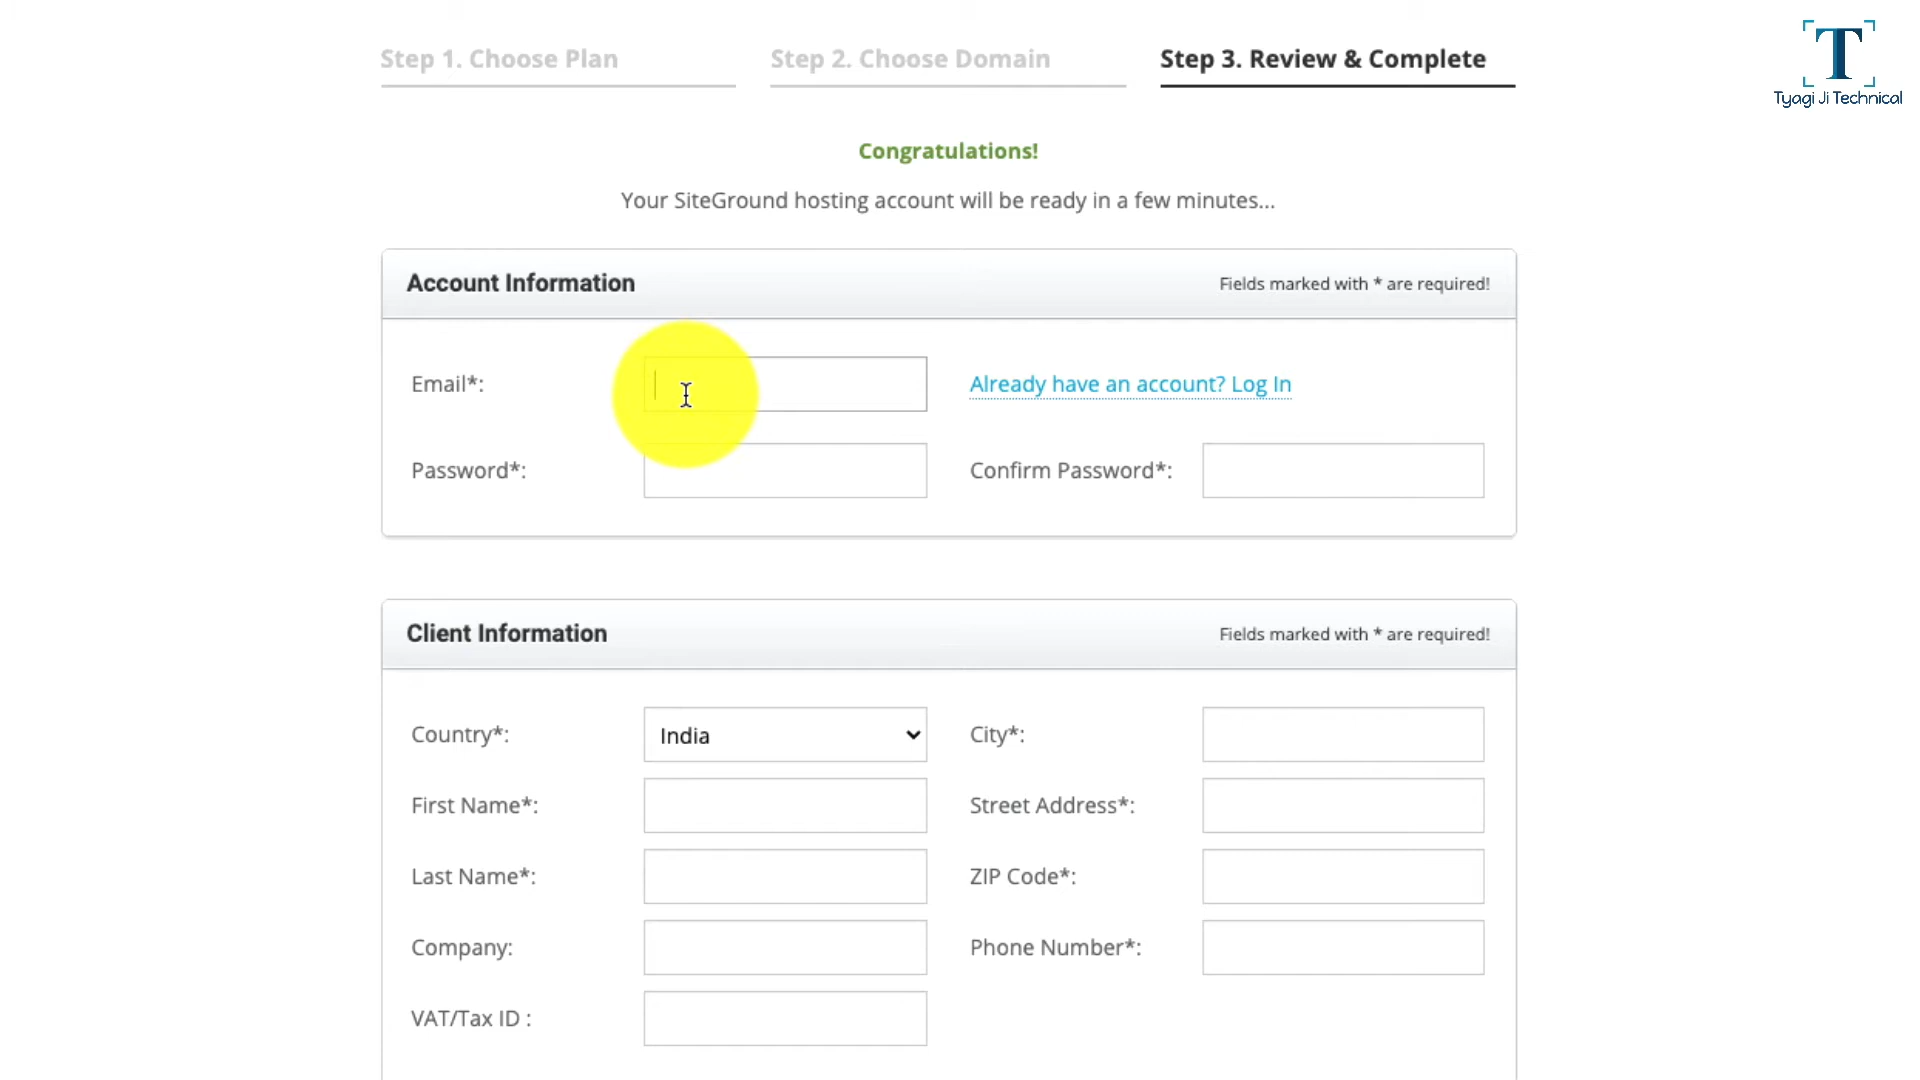 Step 1. Choose Plan
Step 2. Choose Domain
Step 3. Review & Complete
T
Tyagi Ji Technical
Congratulations!
Your SiteGround hosting account will be ready in a few minutes...
Account Information
Fields marked with * are required!
Email*:
Already have an account? Log In
Password*:
Confirm Password*:
Client Information
Fields marked with * are required!
Country*:
India
City*:
First Name*:
Street Address*:
Last Name*:
ZIP Code*:
Company:
Phone Number*:
VAT/Tax ID :